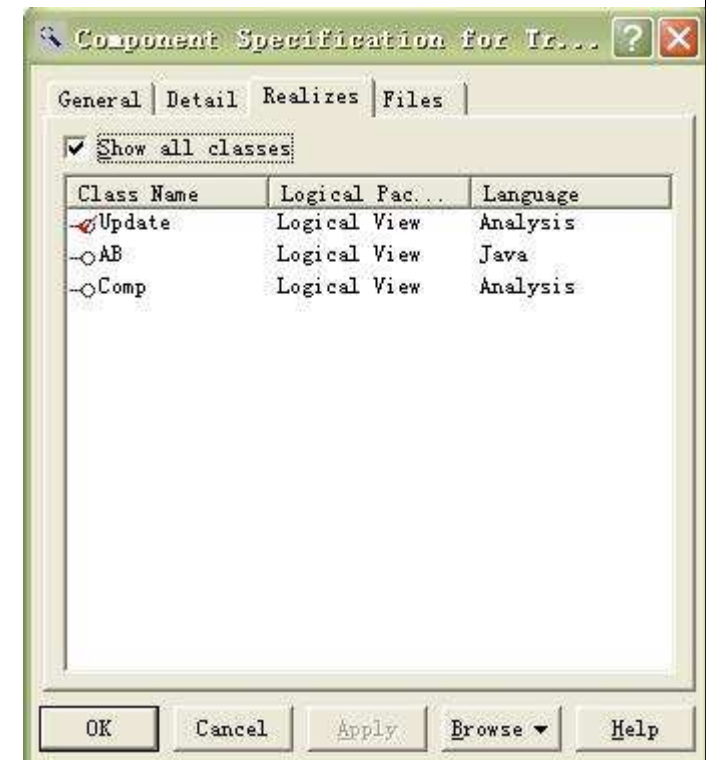 Component Specification for Tr...
General Detail Realizes Files
Show all classes
Class Name Logical Pac... Language
Update Logical View Analysis
AB Logical View Java
Comp Logical View Analysis
OK Cancel Apply Browse Help